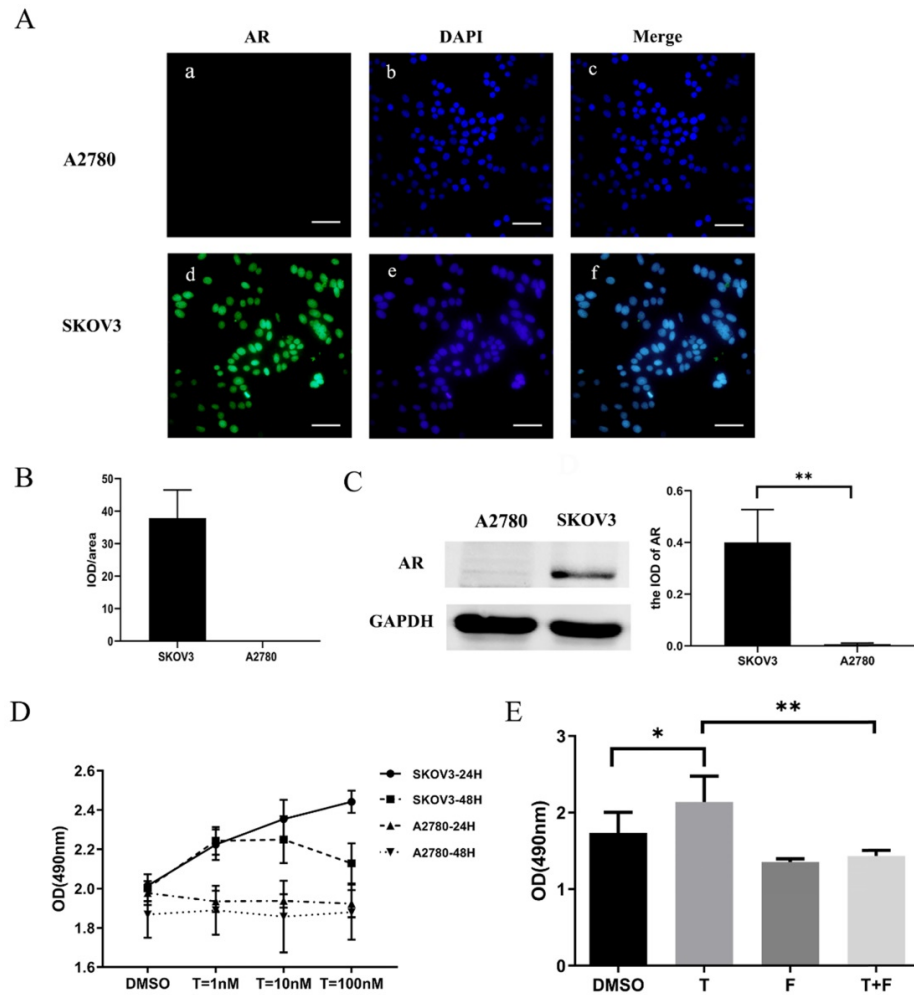 A
AR DAPI Merge
A2780
a b c
SKOV3
d e f
B
IOD/area
50
40
30
20
10
0
SKOV3 A2780
C
A2780 SKOV3
AR
GAPDH
the IOD of AR
0.6
0.4
0.2
0.0
**
SKOV3 A2780
D
OD(490nm)
2.6
2.4
2.2
2.0
1.8
1.6
DMSO T=1nM T=10nM T=100nM
SKOV3-24H
SKOV3-48H
A2780-24H
A2780-48H
E
OD(490nm)
3
2
1
0
*
**
DMSO T F T+F